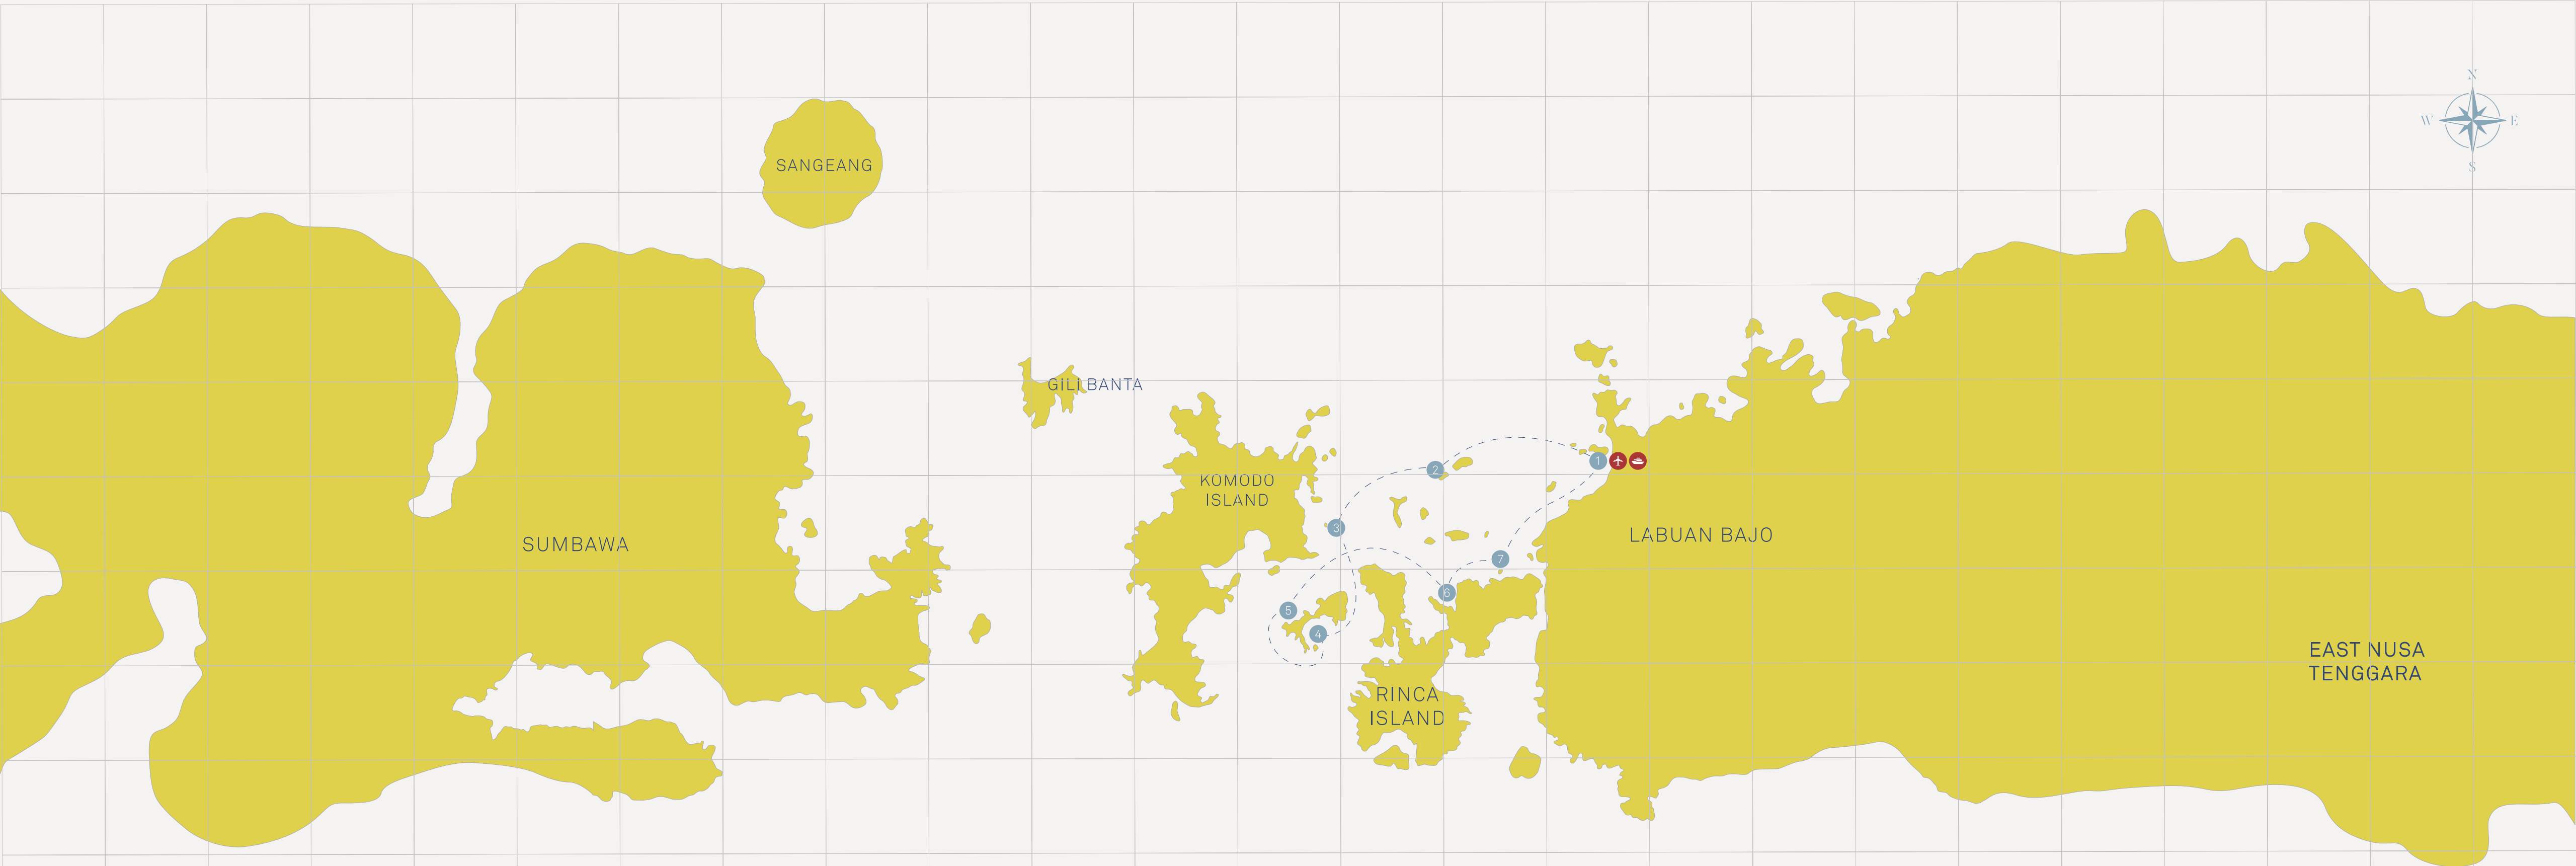 N
W E
S
SANGEANG
GILI BANTA
KOMODO
ISLAND
SUMBAWA
LABUAN BAJO
RINCA
ISLAND
EAST NUSA
TENGGARA
1
2
3
4
5
6
7